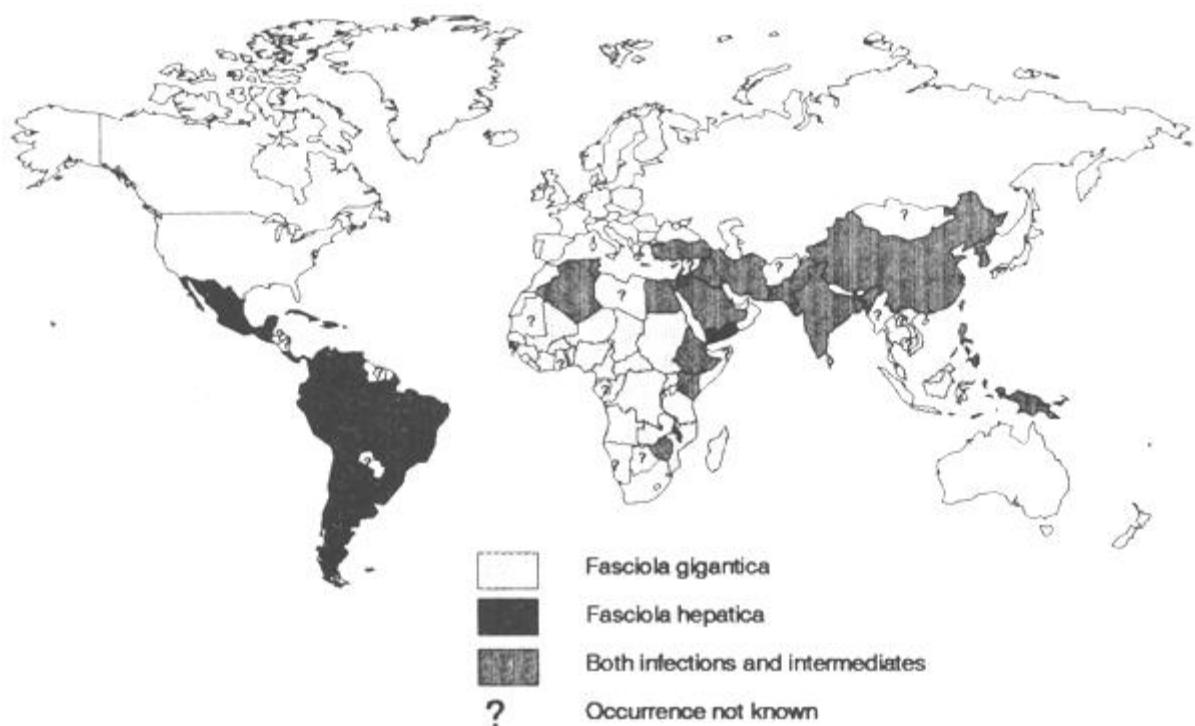 ?
?
?
?
?
?
?
?
?
?
?
Fasciola gigantica
Fasciola hepatica
Both infections and intermediates
? Occurrence not known